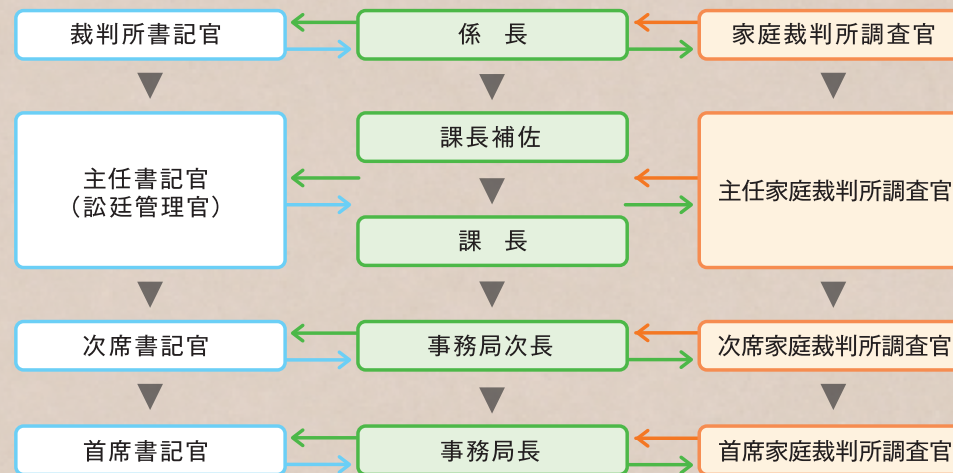 裁判所書記官
係　長
家庭裁判所調査官
主任書記官
（訟廷管理官）
課長補佐
課　長
主任家庭裁判所調査官
次席書記官
事務局次長
次席家庭裁判所調査官
首席書記官
事務局長
首席家庭裁判所調査官